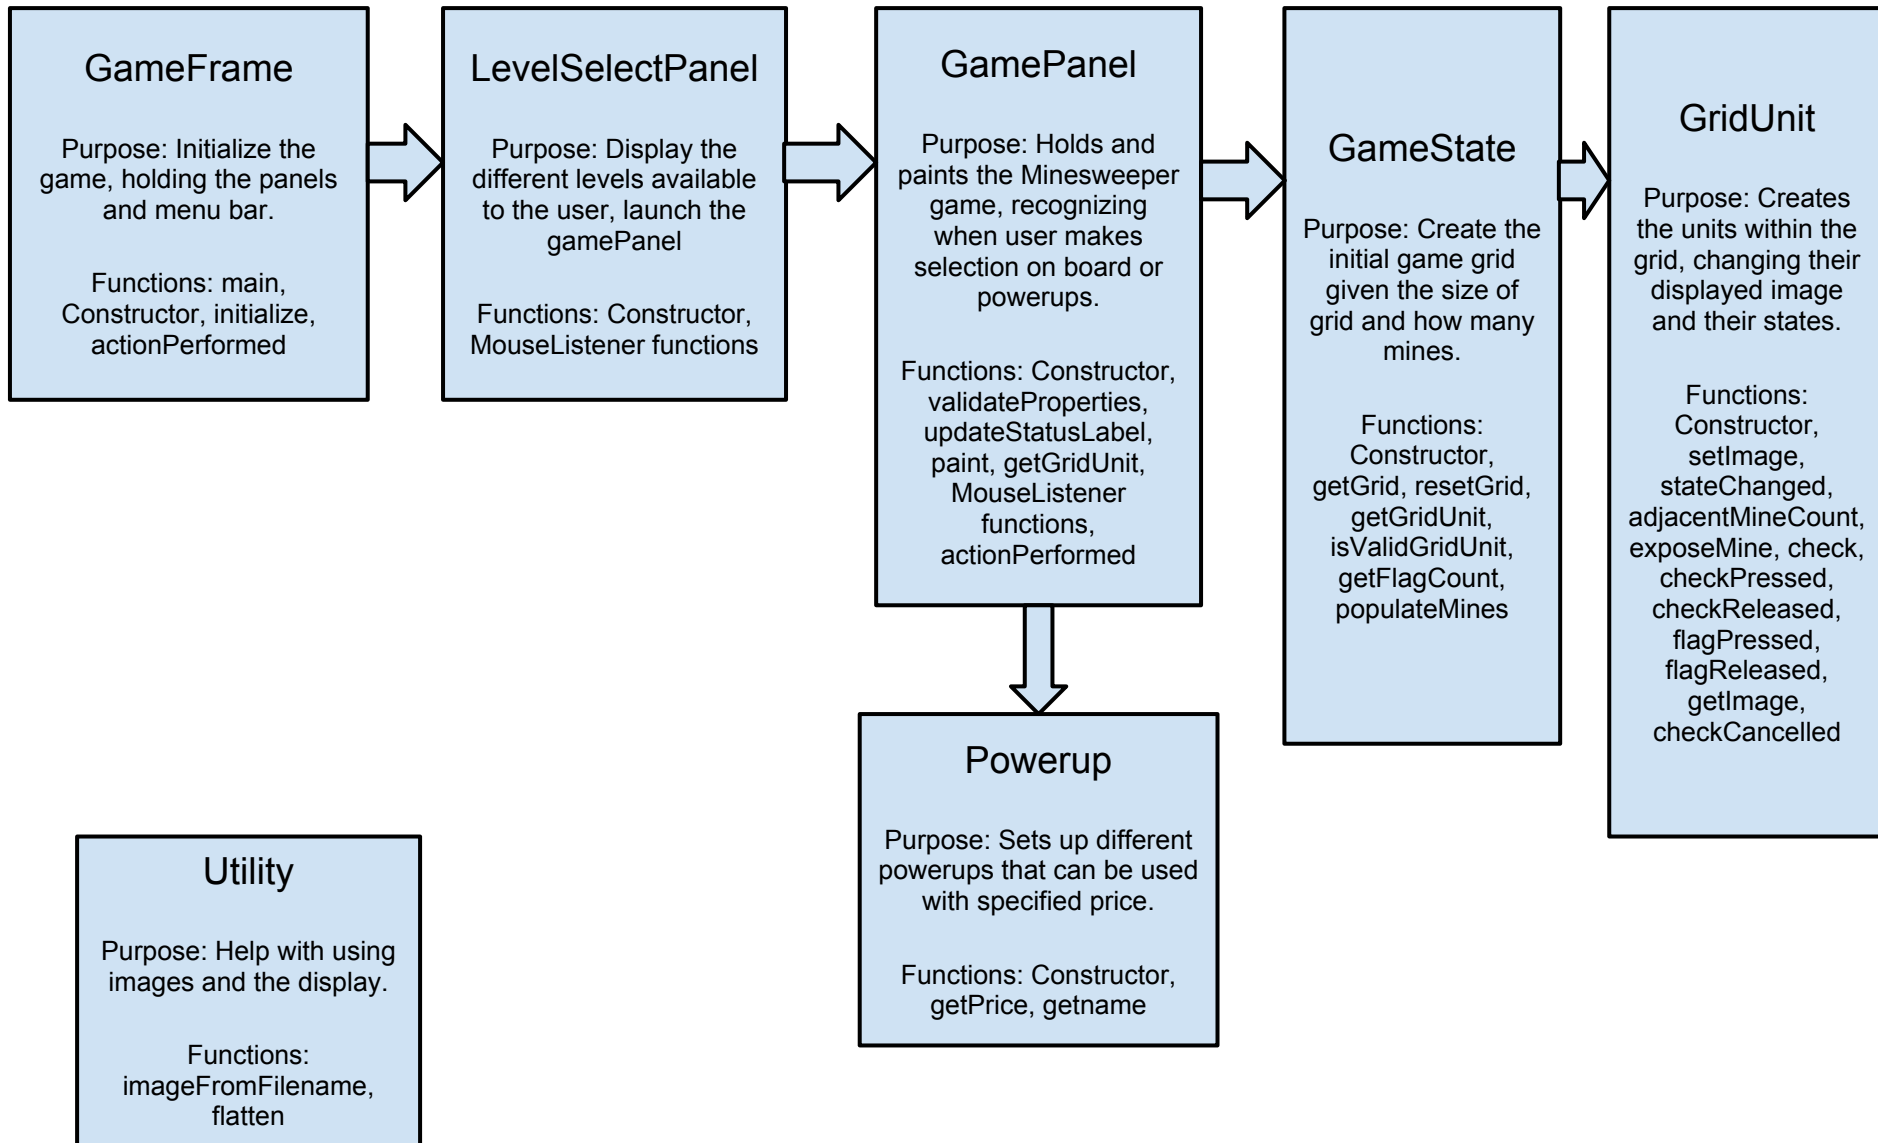 GameFrame
Purpose: Initialize the
game, holding the panels
and menu bar.
Functions: main,
Constructor, initialize,
actionPerformed
LevelSelectPanel
Purpose: Display the
different levels available
to the user, launch the
gamePanel
Functions: Constructor,
MouseListener functions
GamePanel
Purpose: Holds and
paints the Minesweeper
game, recognizing
when user makes
selection on board or
powerups.
Functions: Constructor,
validateProperties,
updateStatusLabel,
paint, getGridUnit,
MouseListener
functions,
actionPerformed
GameState
Purpose: Create the
initial game grid
given the size of
grid and how many
mines.
Functions:
Constructor,
getGrid, resetGrid,
getGridUnit,
isValidGridUnit,
getFlagCount,
populateMines
GridUnit
Purpose: Creates
the units within the
grid, changing their
displayed image
and their states.
Functions:
Constructor,
setImage,
stateChanged,
adjacentMineCount,
exposeMine, check,
checkPressed,
checkReleased,
flagPressed,
flagReleased,
getImage,
checkCancelled
Powerup
Purpose: Sets up different
powerups that can be used
with specified price.
Functions: Constructor,
getPrice, getname
Utility
Purpose: Help with using
images and the display.
Functions:
imageFromFilename,
flatten